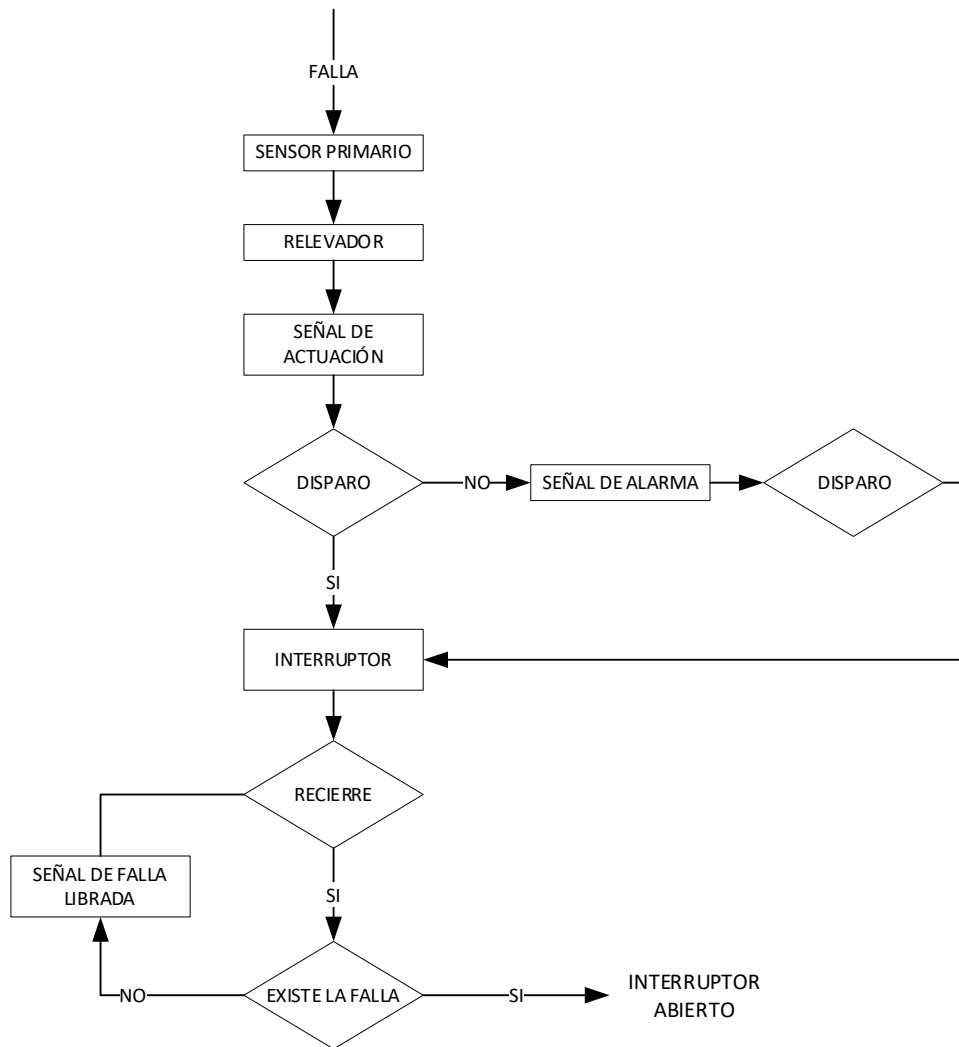 FALLA
SENSOR PRIMARIO
RELEVADOR
SEÑAL DE
ACTUACIÓN
DISPARO
NO
SEÑAL DE ALARMA
DISPARO
SI
INTERRUPTOR
RECIERRE
SEÑAL DE FALLA
LIBRADA
SI
NO
EXISTE LA FALLA
SI
INTERRUPTOR
ABIERTO